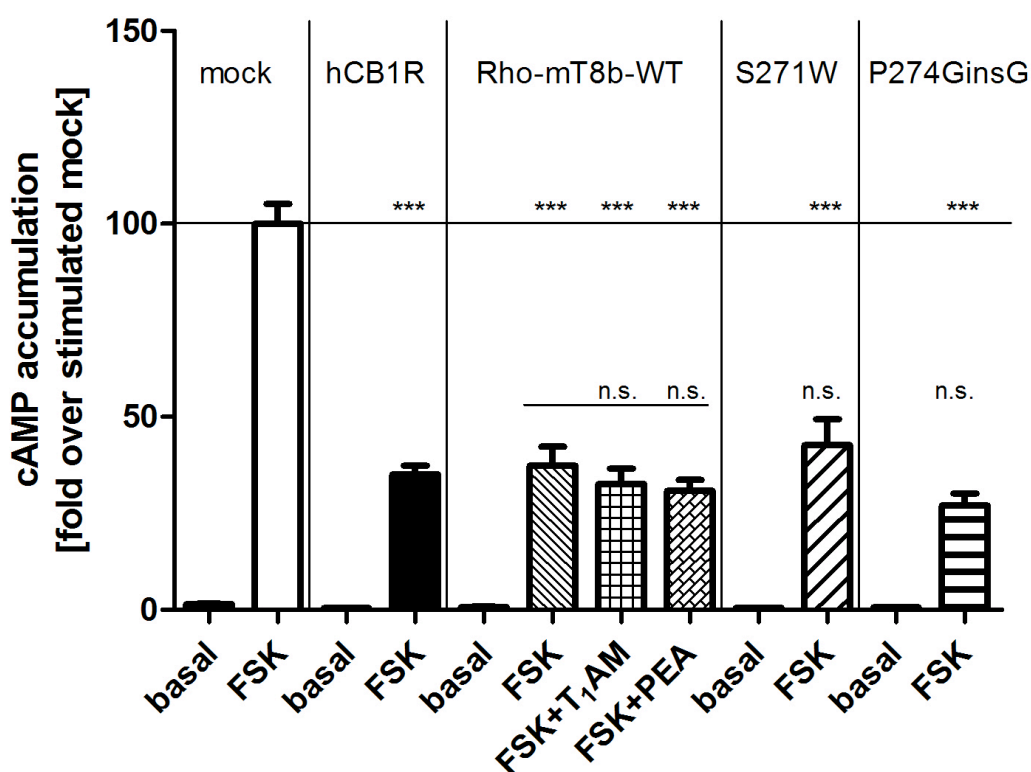 cAMP accumulation
[fold over stimulated mock]
150
100
50
0
mock hCB1R Rho-mT8b-WT S271W P274GinsG
*** *** *** *** *** ***
n.s. n.s. n.s. n.s.
basal FSK basal FSK basal FSK FSK+T₁AM FSK+PEA basal FSK basal FSK